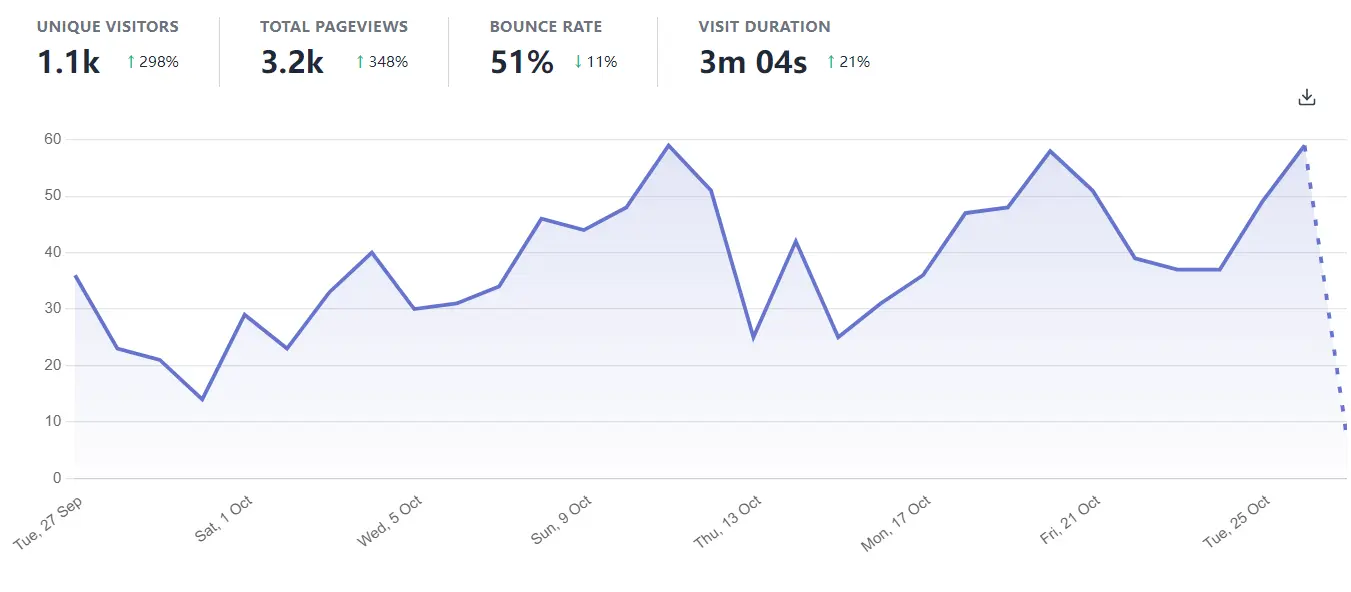 UNIQUE VISITORS
1.1k ↑ 298%
TOTAL PAGEVIEWS
3.2k ↑ 348%
BOUNCE RATE
51% ↓ 11%
VISIT DURATION
3m 04s ↑ 21%
60
50
40
30
20
10
0
Tue, 27 Sep
Sat, 1 Oct
Wed, 5 Oct
Sun, 9 Oct
Thu, 13 Oct
Mon, 17 Oct
Fri, 21 Oct
Tue, 25 Oct